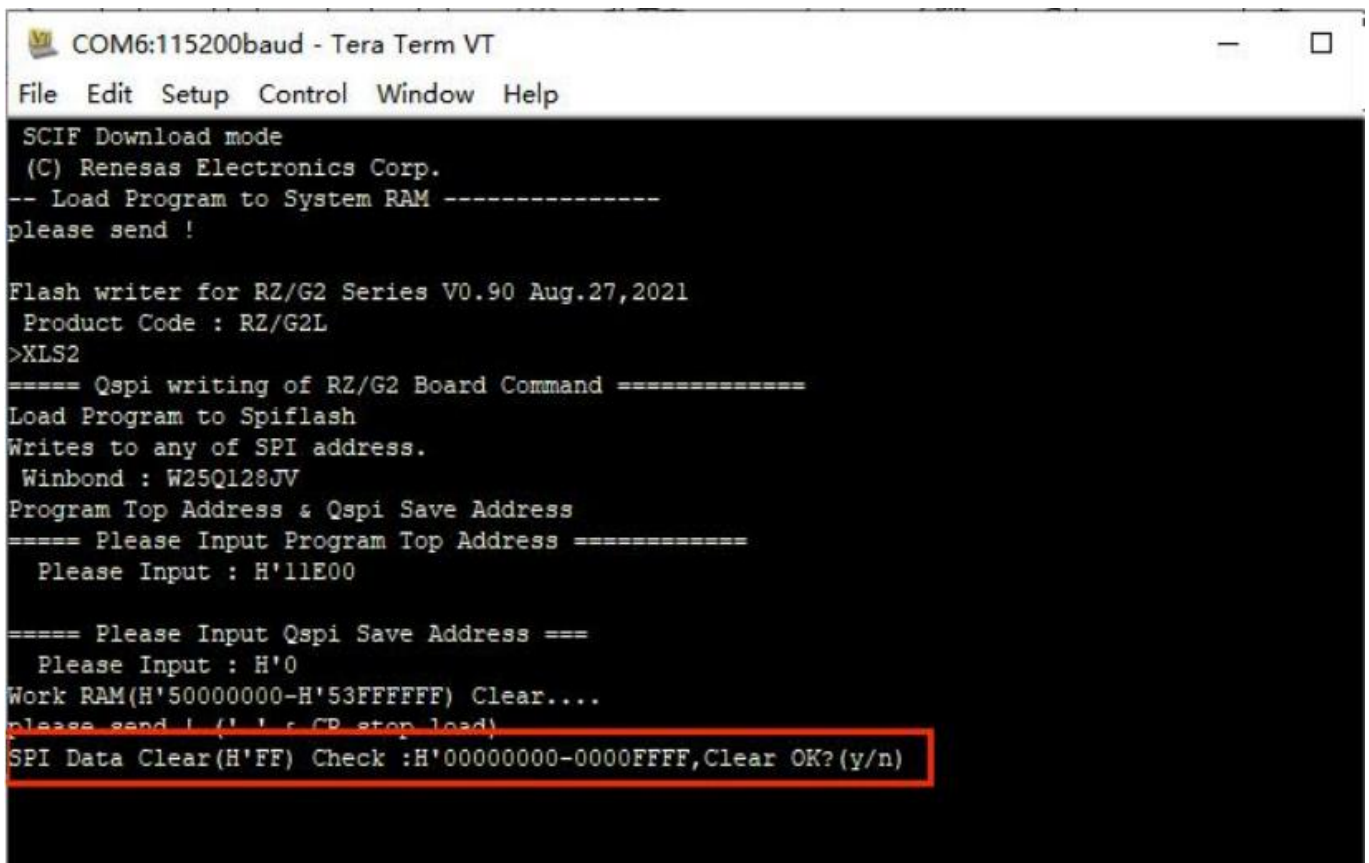 COM6:115200baud - Tera Term VT
File Edit Setup Control Window Help
SCIF Download mode
(C) Renesas Electronics Corp.
-- Load Program to System RAM ---------------
please send !
Flash writer for RZ/G2 Series V0.90 Aug.27,2021
Product Code : RZ/G2L
>XLS2
===== Qspi writing of RZ/G2 Board Command =============
Load Program to Spiflash
Writes to any of SPI address.
Winbond : W25Q128JV
Program Top Address & Qspi Save Address
===== Please Input Program Top Address ============
Please Input : H'11E00
===== Please Input Qspi Save Address ===
Please Input : H'0
Work RAM(H'50000000-H'53FFFFFF) Clear....
please send ! ('.' & CR stop load)
SPI Data Clear(H'FF) Check :H'00000000-0000FFFF,Clear OK?(y/n)